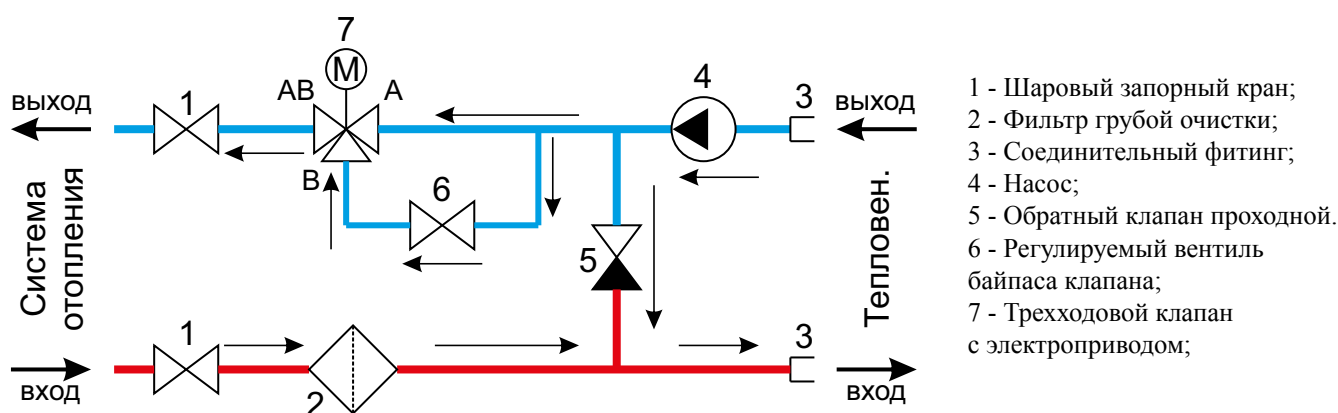 7
M
AB
A
B
1
4
3
выход
выход
6
5
Система
отопления
Тепловен.
1
2
3
вход
вход
1 - Шаровый запорный кран;
2 - Фильтр грубой очистки;
3 - Соединительный фитинг;
4 - Насос;
5 - Обратный клапан проходной.
6 - Регулируемый вентиль
байпаса клапана;
7 - Трехходовой клапан
с электроприводом;